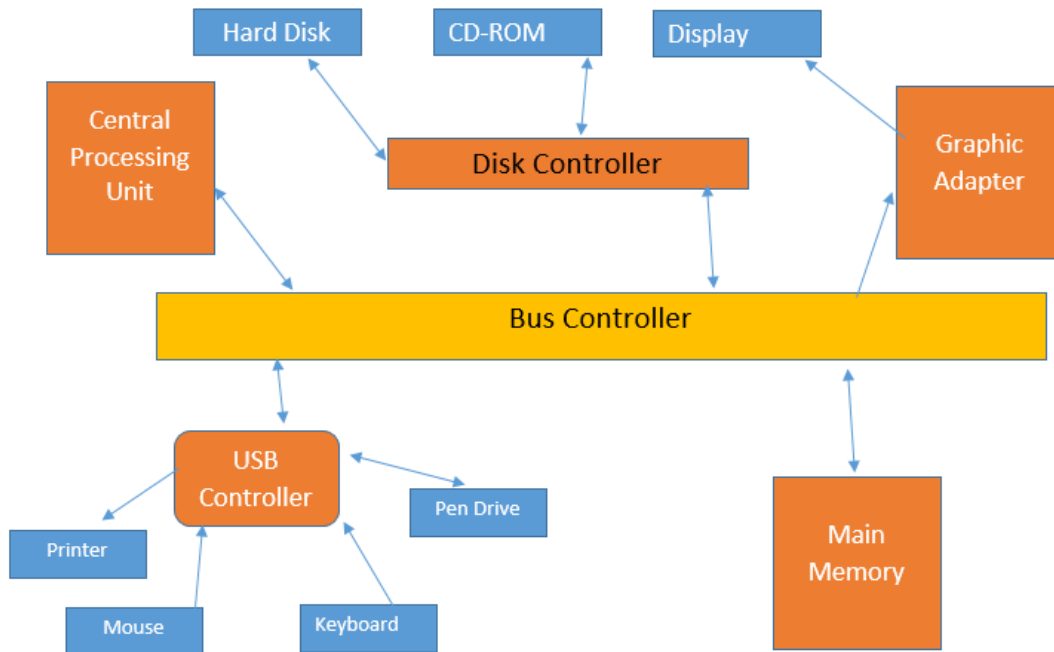 Hard Disk
CD-ROM
Display
Central
Processing
Unit
Disk Controller
Graphic
Adapter
Bus Controller
USB
Controller
Pen Drive
Printer
Mouse
Keyboard
Main
Memory